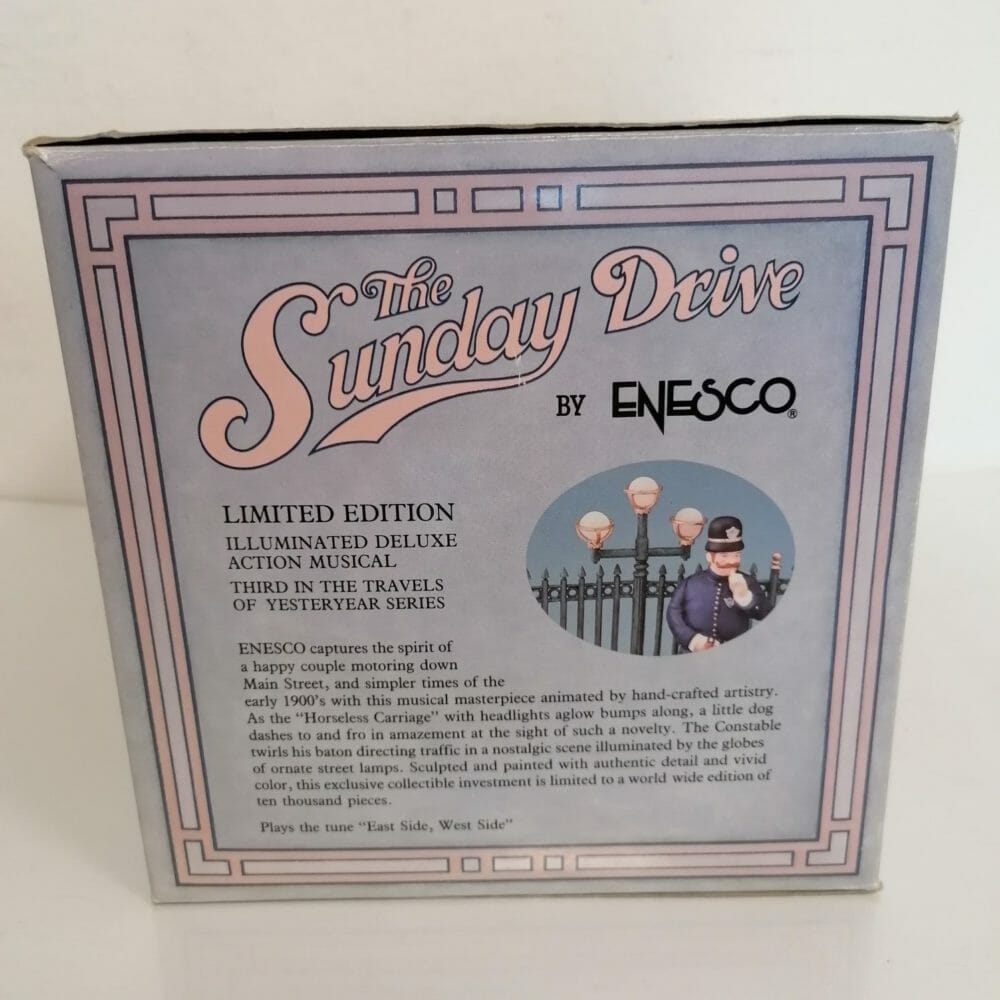 The
Sunday Drive
BY ENESCO®
LIMITED EDITION
ILLUMINATED DELUXE
ACTION MUSICAL
THIRD IN THE TRAVELS
OF YESTERYEAR SERIES
ENESCO captures the spirit of
a happy couple motoring down
Main Street, and simpler times of the
early 1900's with this musical masterpiece animated by hand-crafted artistry.
As the "Horseless Carriage" with headlights aglow bumps along, a little dog
dashes to and fro in amazement at the sight of such a novelty. The Constable
twirls his baton directing traffic in a nostalgic scene illuminated by the globes
of ornate street lamps. Sculpted and painted with authentic detail and vivid
color, this exclusive collectible investment is limited to a world wide edition of
ten thousand pieces.
Plays the tune "East Side, West Side"